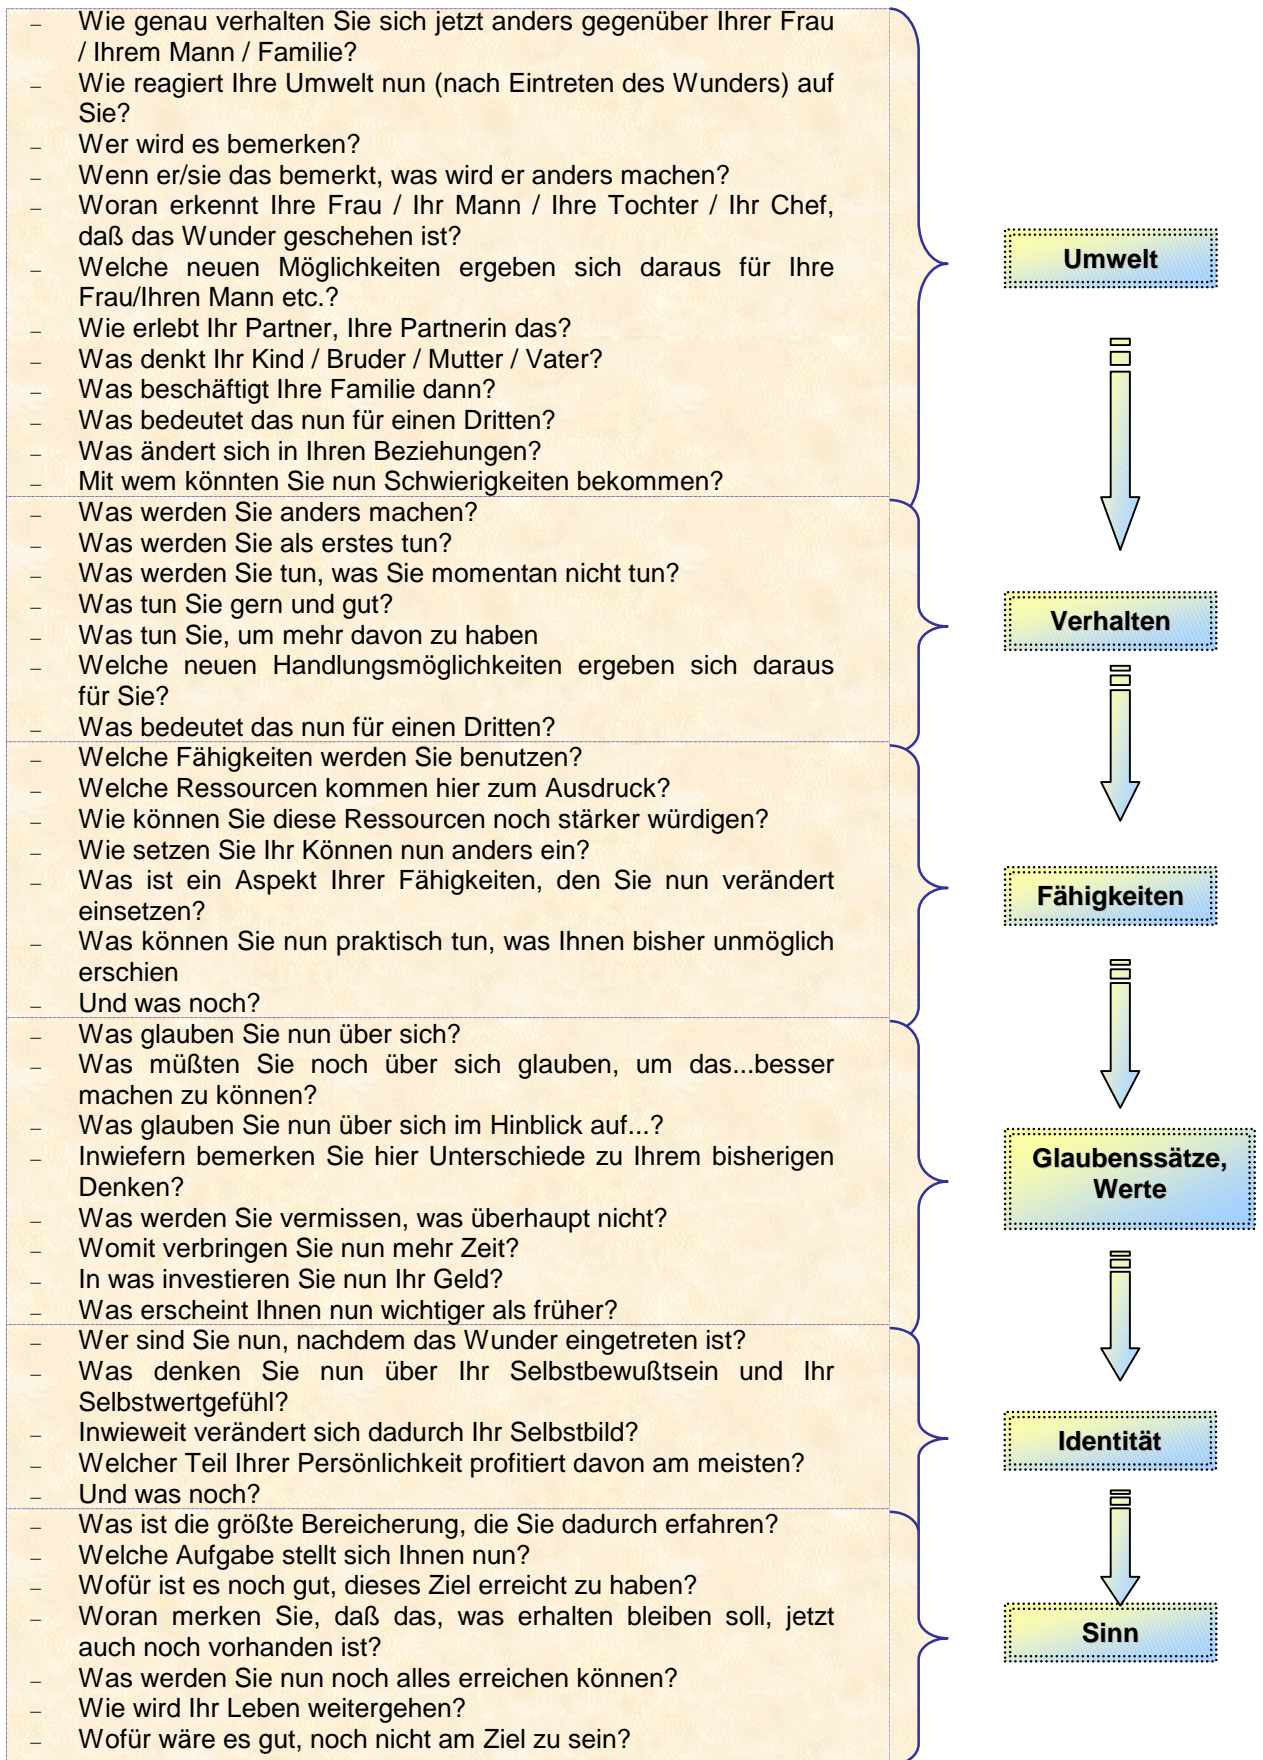 – Wie genau verhalten Sie sich jetzt anders gegenüber Ihrer Frau
/ Ihrem Mann / Familie?
– Wie reagiert Ihre Umwelt nun (nach Eintreten des Wunders) auf
Sie?
– Wer wird es bemerken?
– Wenn er/sie das bemerkt, was wird er anders machen?
– Woran erkennt Ihre Frau / Ihr Mann / Ihre Tochter / Ihr Chef,
daß das Wunder geschehen ist?
– Welche neuen Möglichkeiten ergeben sich daraus für Ihre
Frau/Ihren Mann etc.?
– Wie erlebt Ihr Partner, Ihre Partnerin das?
– Was denkt Ihr Kind / Bruder / Mutter / Vater?
– Was beschäftigt Ihre Familie dann?
– Was bedeutet das nun für einen Dritten?
– Was ändert sich in Ihren Beziehungen?
– Mit wem könnten Sie nun Schwierigkeiten bekommen?
Umwelt
– Was werden Sie anders machen?
– Was werden Sie als erstes tun?
– Was werden Sie tun, was Sie momentan nicht tun?
– Was tun Sie gern und gut?
– Was tun Sie, um mehr davon zu haben
– Welche neuen Handlungsmöglichkeiten ergeben sich daraus
für Sie?
– Was bedeutet das nun für einen Dritten?
Verhalten
– Welche Fähigkeiten werden Sie benutzen?
– Welche Ressourcen kommen hier zum Ausdruck?
– Wie können Sie diese Ressourcen noch stärker würdigen?
– Wie setzen Sie Ihr Können nun anders ein?
– Was ist ein Aspekt Ihrer Fähigkeiten, den Sie nun verändert
einsetzen?
– Was können Sie nun praktisch tun, was Ihnen bisher unmöglich
erschien
– Und was noch?
Fähigkeiten
– Was glauben Sie nun über sich?
– Was müßten Sie noch über sich glauben, um das...besser
machen zu können?
– Was glauben Sie nun über sich im Hinblick auf...?
– Inwiefern bemerken Sie hier Unterschiede zu Ihrem bisherigen
Denken?
– Was werden Sie vermissen, was überhaupt nicht?
– Womit verbringen Sie nun mehr Zeit?
– In was investieren Sie nun Ihr Geld?
– Was erscheint Ihnen nun wichtiger als früher?
Glaubenssätze,
Werte
– Wer sind Sie nun, nachdem das Wunder eingetreten ist?
– Was denken Sie nun über Ihr Selbstbewußtsein und Ihr
Selbstwertgefühl?
– Inwieweit verändert sich dadurch Ihr Selbstbild?
– Welcher Teil Ihrer Persönlichkeit profitiert davon am meisten?
– Und was noch?
Identität
– Was ist die größte Bereicherung, die Sie dadurch erfahren?
– Welche Aufgabe stellt sich Ihnen nun?
– Wofür ist es noch gut, dieses Ziel erreicht zu haben?
– Woran merken Sie, daß das, was erhalten bleiben soll, jetzt
auch noch vorhanden ist?
– Was werden Sie nun noch alles erreichen können?
– Wie wird Ihr Leben weitergehen?
– Wofür wäre es gut, noch nicht am Ziel zu sein?
Sinn